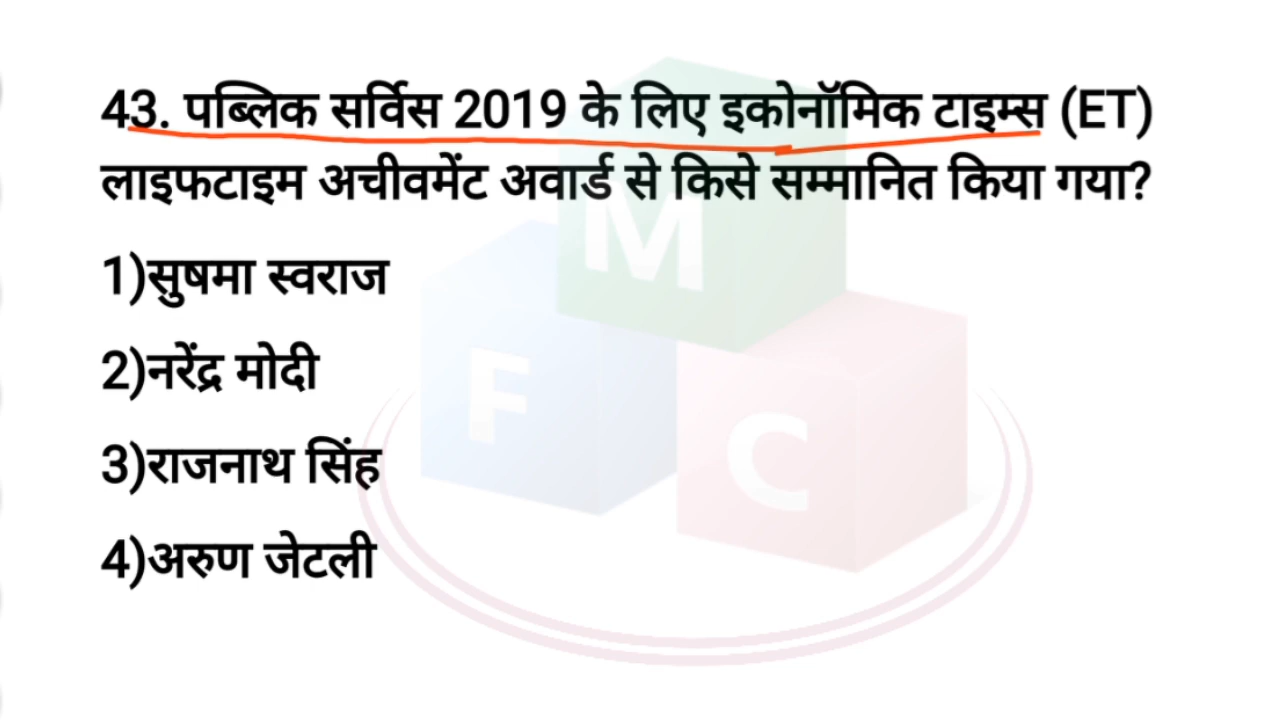 43. पब्लिक सर्विस 2019 के लिए इकोनॉमिक टाइम्स (ET)
लाइफटाइम अचीवमेंट अवार्ड से किसे सम्मानित किया गया?
1)सुषमा स्वराज
2)नरेंद्र मोदी
3)राजनाथ सिंह
4)अरुण जेटली
M
F
C